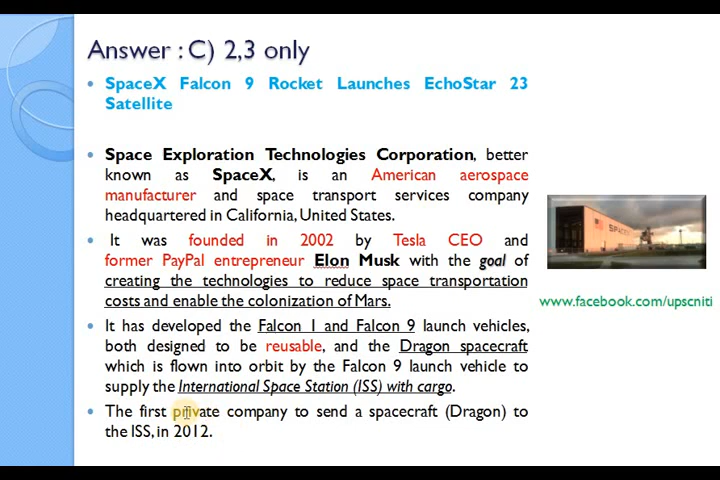 Answer : C) 2,3 only
SpaceX Falcon 9 Rocket Launches EchoStar 23
Satellite
Space Exploration Technologies Corporation, better
known as SpaceX, is an American aerospace
manufacturer and space transport services company
headquartered in California, United States.
It was founded in 2002 by Tesla CEO and
former PayPal entrepreneur Elon Musk with the goal of
creating the technologies to reduce space transportation
costs and enable the colonization of Mars.
www.facebook.com/upscniti
It has developed the Falcon 1 and Falcon 9 launch vehicles,
both designed to be reusable, and the Dragon spacecraft
which is flown into orbit by the Falcon 9 launch vehicle to
supply the International Space Station (ISS) with cargo.
The first private company to send a spacecraft (Dragon) to
the ISS, in 2012.